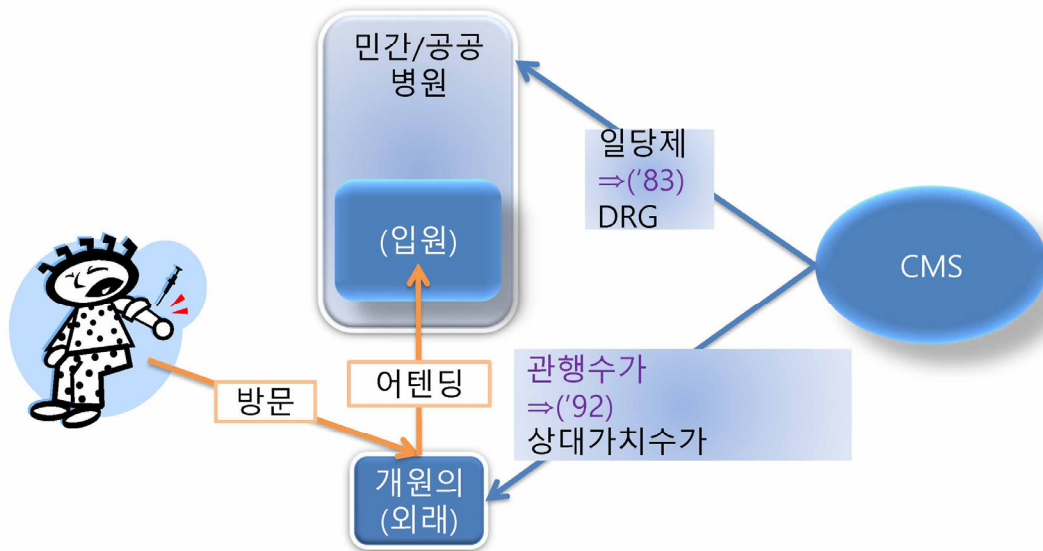 민간/공공
병원
(입원)
일당제
⇒('83)
DRG
CMS
방문
어텐딩
관행수가
⇒('92)
상대가치수가
개원의
(외래)